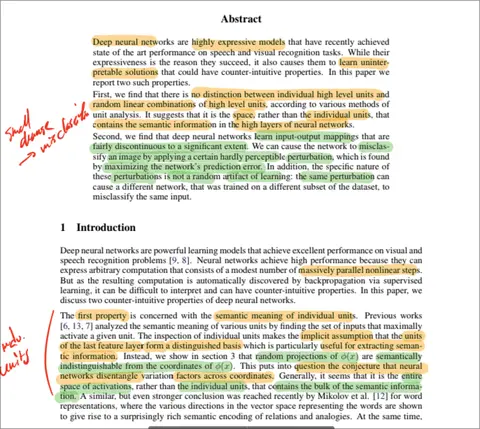 Abstract
Deep neural networks are highly expressive models that have recently achieved
state of the art performance on speech and visual recognition tasks. While their
expressiveness is the reason they succeed, it also causes them to learn uninter-
pretable solutions that could have counter-intuitive properties. In this paper we
report two such properties.
First, we find that there is no distinction between individual high level units and
random linear combinations of high level units, according to various methods of
unit analysis. It suggests that it is the space, rather than the individual units, that
contains the semantic information in the high layers of neural networks.
Second, we find that deep neural networks learn input-output mappings that are
fairly discontinuous to a significant extent. We can cause the network to misclas-
sify an image by applying a certain hardly perceptible perturbation, which is found
by maximizing the network's prediction error. In addition, the specific nature of
these perturbations is not a random artifact of learning: the same perturbation can
cause a different network, that was trained on a different subset of the dataset, to
misclassify the same input.
small
→ misclassify
1 Introduction
Deep neural networks are powerful learning models that achieve excellent performance on visual and
speech recognition problems [9, 8]. Neural networks achieve high performance because they can
express arbitrary computation that consists of a modest number of massively parallel nonlinear steps.
But as the resulting computation is automatically discovered by backpropagation via supervised
learning, it can be difficult to interpret and can have counter-intuitive properties. In this paper, we
discuss two counter-intuitive properties of deep neural networks.
The first property is concerned with the semantic meaning of individual units. Previous works
[6, 13, 7] analyzed the semantic meaning of various units by finding the set of inputs that maximally
activate a given unit. The inspection of individual units makes the implicit assumption that the units
of the last feature layer form a distinguished basis which is particularly useful for extracting seman-
tic information. Instead, we show in section 3 that random projections of ϕ(x) are semantically
indistinguishable from the coordinates of ϕ(x). This puts into question the conjecture that neural
networks disentangle variation factors across coordinates. Generally, it seems that it is the entire
space of activations, rather than the individual units, that contains the bulk of the semantic informa-
tion. A similar, but even stronger conclusion was reached recently by Mikolov et al. [12] for word
representations, where the various directions in the vector space representing the words are shown
to give rise to a surprisingly rich semantic encoding of relations and analogies. At the same time,
units